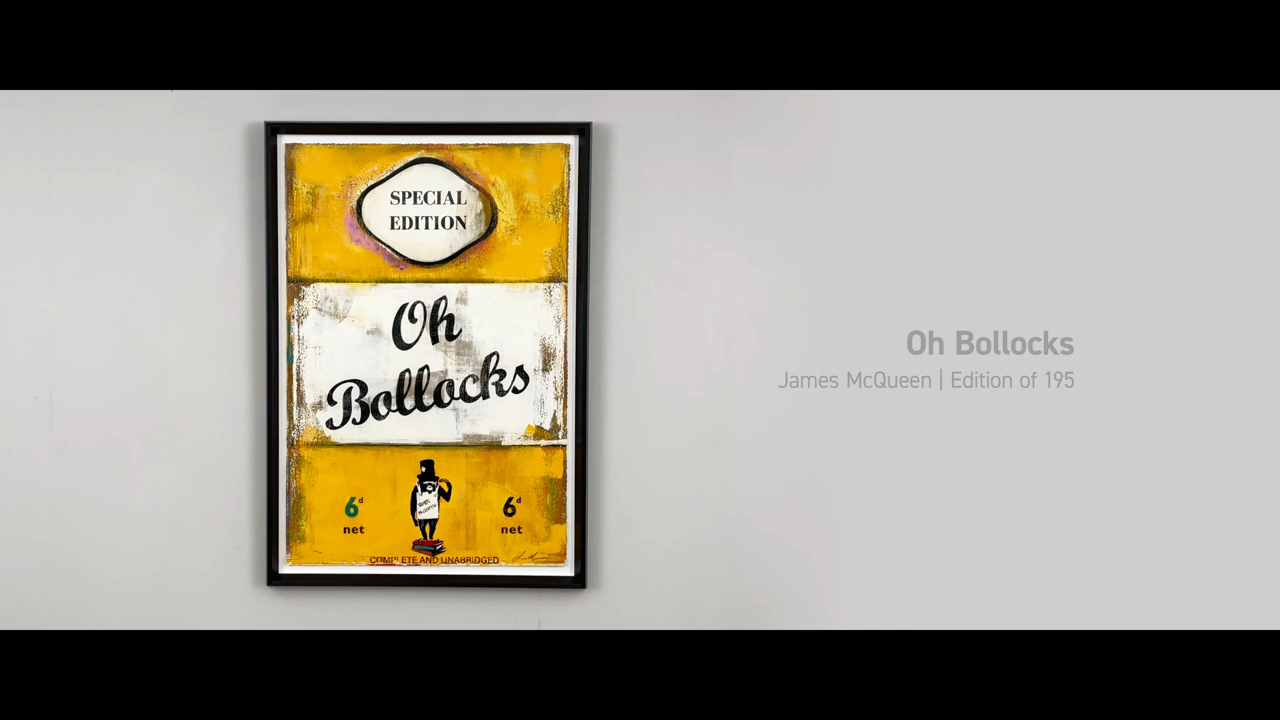 SPECIAL
EDITION
Oh
Bollocks
6d
net
6d
net
COMPLETE AND UNABRIDGED
Oh Bollocks
James McQueen | Edition of 195